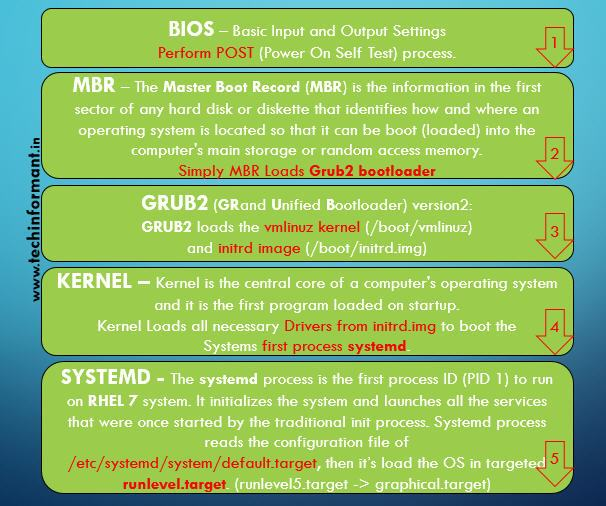 BIOS – Basic Input and Output Settings
Perform POST (Power On Self Test) process.
1
MBR – The Master Boot Record (MBR) is the information in the first
sector of any hard disk or diskette that identifies how and where an
operating system is located so that it can be boot (loaded) into the
computer's main storage or random access memory.
Simply MBR Loads Grub2 bootloader
2
GRUB2 (GRand Unified Bootloader) version2:
GRUB2 loads the vmlinuz kernel (/boot/vmlinuz)
and initrd image (/boot/initrd.img)
3
KERNEL – Kernel is the central core of a computer's operating system
and it is the first program loaded on startup.
Kernel Loads all necessary Drivers from initrd.img to boot the
Systems first process systemd.
4
SYSTEMD - The systemd process is the first process ID (PID 1) to run
on RHEL 7 system. It initializes the system and launches all the services
that were once started by the traditional init process. Systemd process
reads the configuration file of
/etc/systemd/system/default.target, then it's load the OS in targeted
runlevel.target. (runlevel5.target -> graphical.target)
5
www.techinformant.in